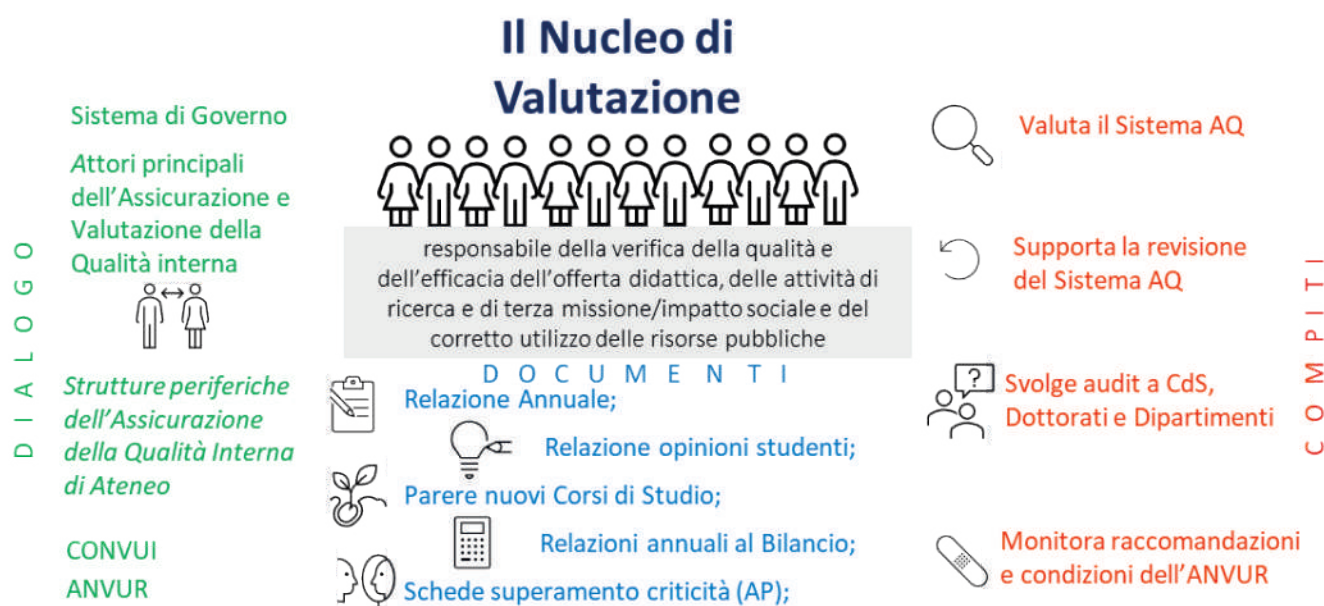 Il Nucleo di
Valutazione
responsabile della verifica della qualità e
dell'efficacia dell'offerta didattica, delle attività di
ricerca e di terza missione/impatto sociale e del
corretto utilizzo delle risorse pubbliche
DIALOGO
Sistema di Governo
Attori principali
dell'Assicurazione e
Valutazione della
Qualità interna
Strutture periferiche
dell'Assicurazione
della Qualità Interna
di Ateneo
CONVUI
ANVUR
DOCUMENTI
Relazione Annuale;
Relazione opinioni studenti;
Parere nuovi Corsi di Studio;
Relazioni annuali al Bilancio;
Schede superamento criticità (AP);
COMPITI
Valuta il Sistema AQ
Supporta la revisione
del Sistema AQ
?
Svolge audit a CdS,
Dottorati e Dipartimenti
Monitora raccomandazioni
e condizioni dell'ANVUR